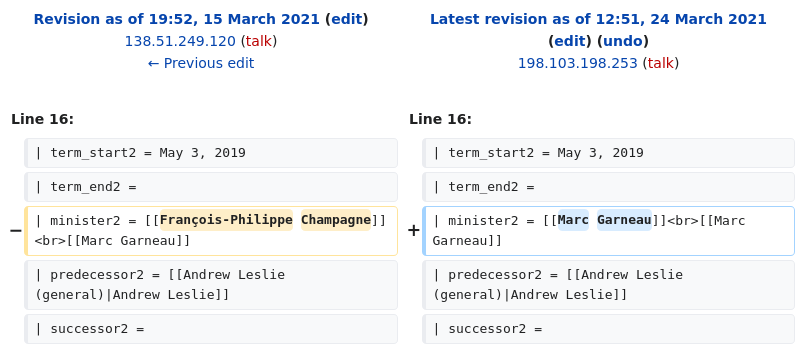 Revision as of 19:52, 15 March 2021 (edit)
138.51.249.120 (talk)
← Previous edit
Latest revision as of 12:51, 24 March 2021
(edit) (undo)
198.103.198.253 (talk)
Line 16:
Line 16:
| term_start2 = May 3, 2019
| term_start2 = May 3, 2019
| term_end2 =
| term_end2 =
− | minister2 = [[François-Philippe Champagne]]
<br>[[Marc Garneau]]
+ | minister2 = [[Marc Garneau]]<br>[[Marc
Garneau]]
| predecessor2 = [[Andrew Leslie
(general)|Andrew Leslie]]
| predecessor2 = [[Andrew Leslie
(general)|Andrew Leslie]]
| successor2 =
| successor2 =